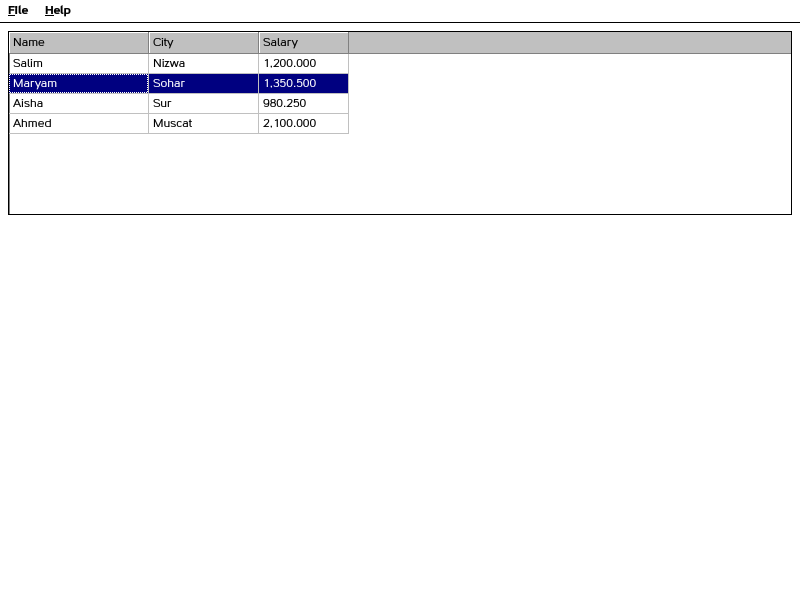 File Help
Name City Salary
Salim Nizwa 1,200.000
Maryam Sohar 1,350.500
Aisha Sur 980.250
Ahmed Muscat 2,100.000